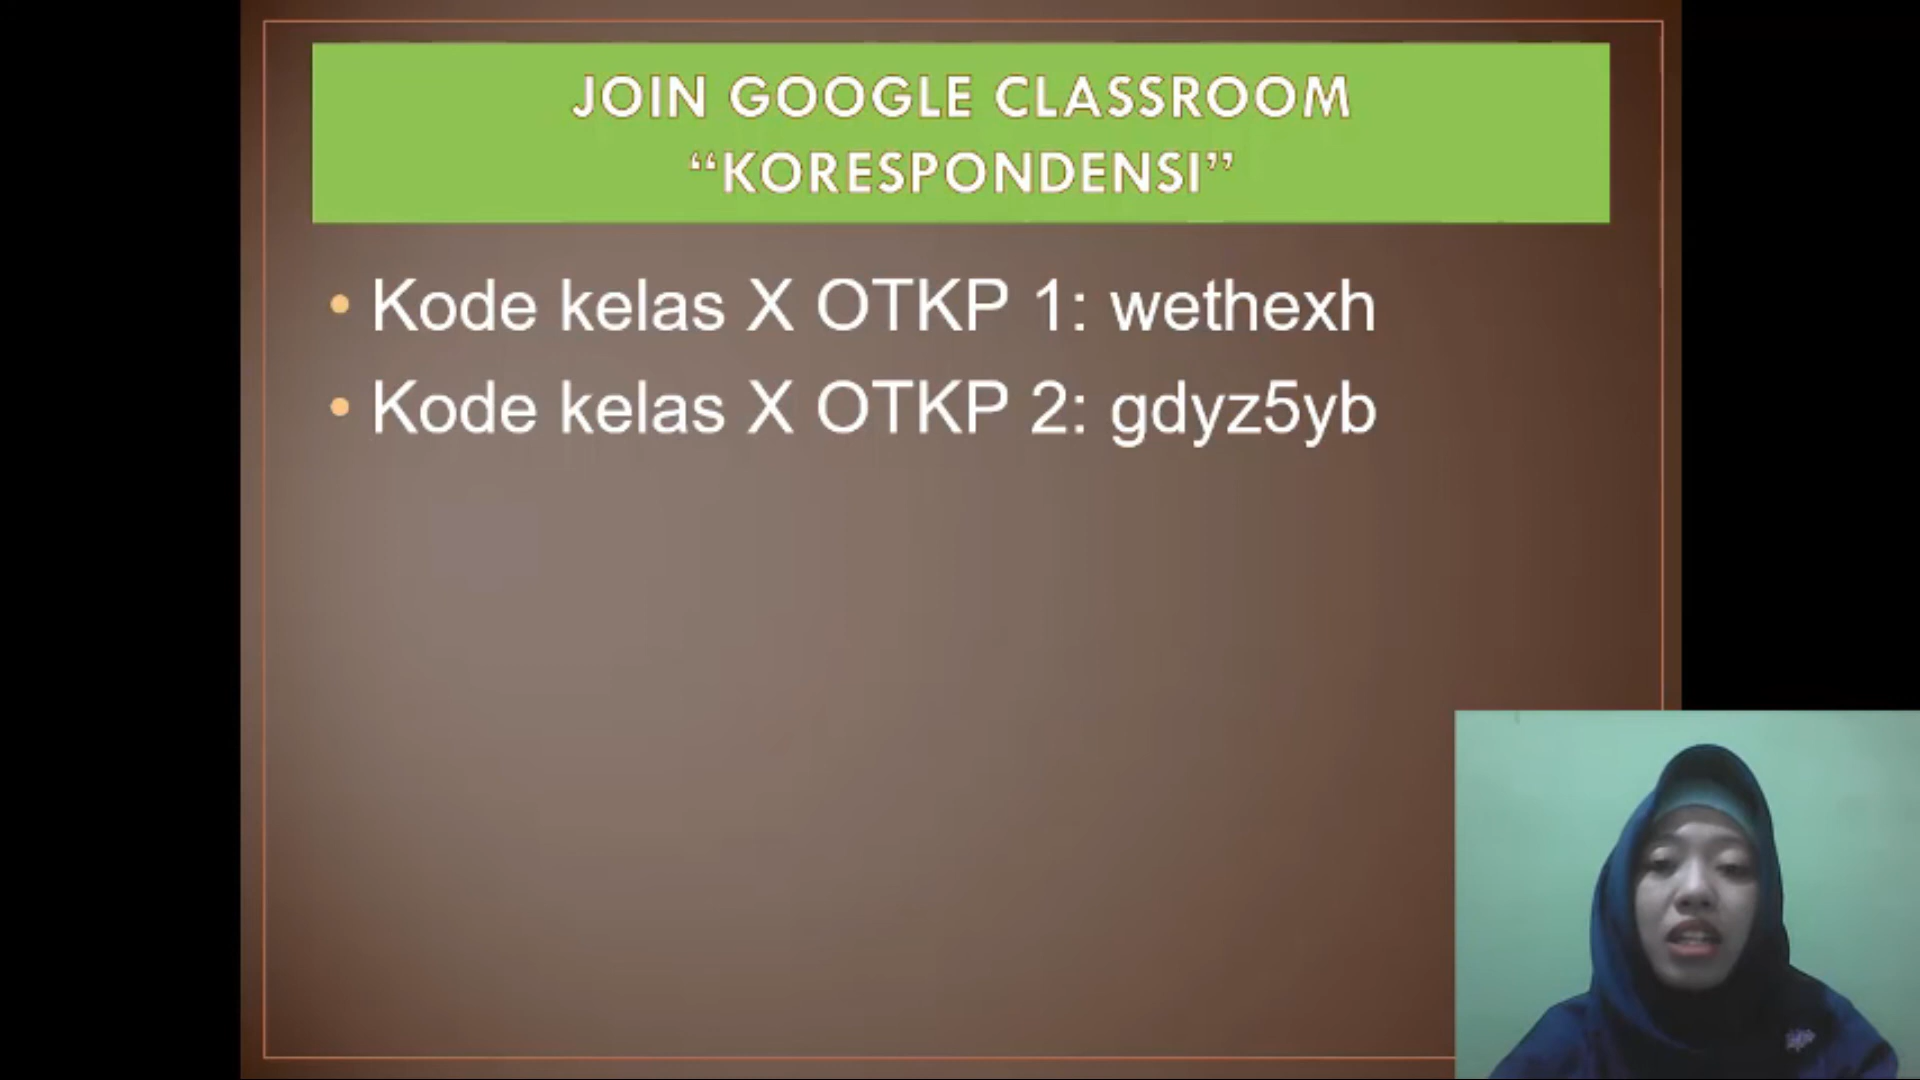 JOIN GOOGLE CLASSROOM
“KORESPONDENSI”
• Kode kelas X OTKP 1: wethexh
• Kode kelas X OTKP 2: gdyz5yb